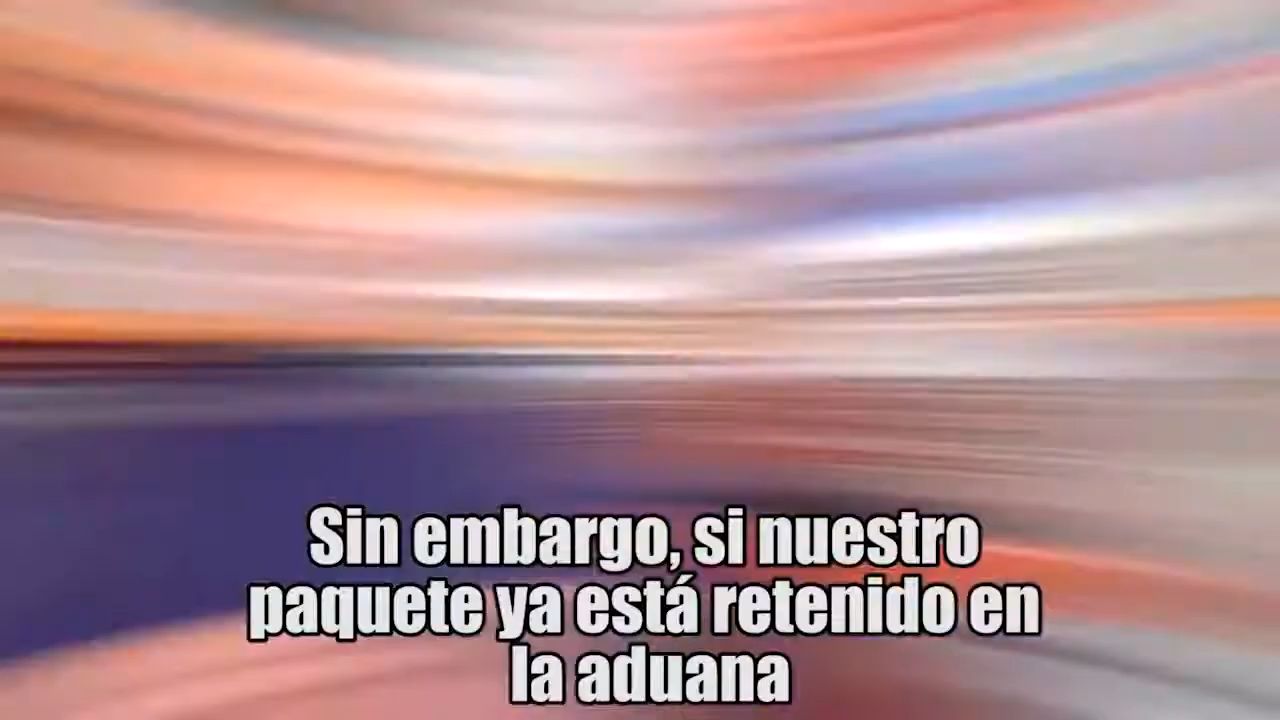 Sin embargo, si nuestro
paquete ya está retenido en
la aduana